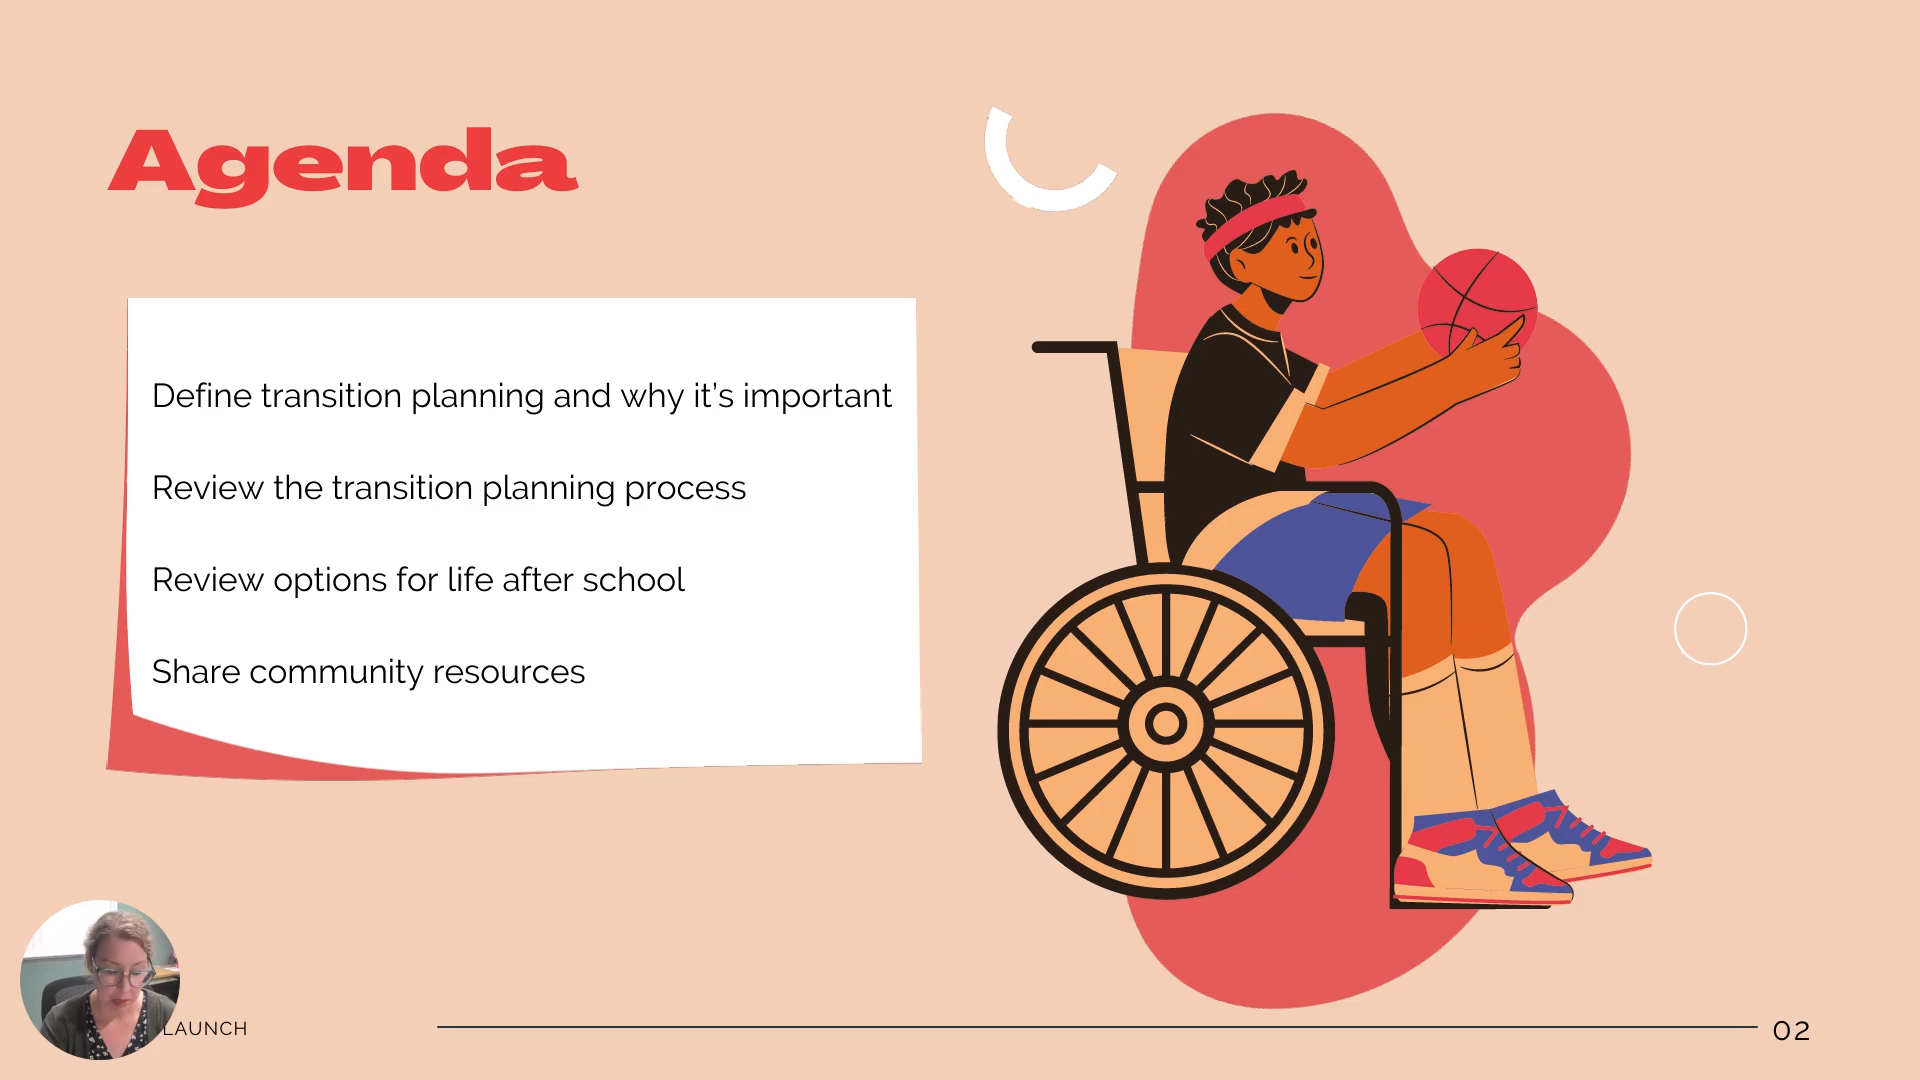 Agenda
Define transition planning and why it’s important
Review the transition planning process
Review options for life after school
Share community resources
LAUNCH
02